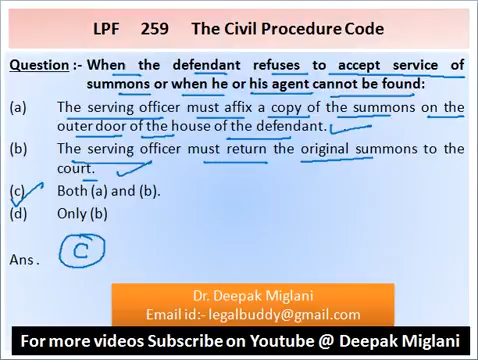 LPF 259 The Civil Procedure Code
Question :- When the defendant refuses to accept service of
summons or when he or his agent cannot be found:
(a) The serving officer must affix a copy of the summons on the
outer door of the house of the defendant.
(b) The serving officer must return the original summons to the
court.
(c) Both (a) and (b).
(d) Only (b)
Ans . C
Dr. Deepak Miglani
Email id:- legalbuddy@gmail.com
For more videos Subscribe on Youtube @ Deepak Miglani